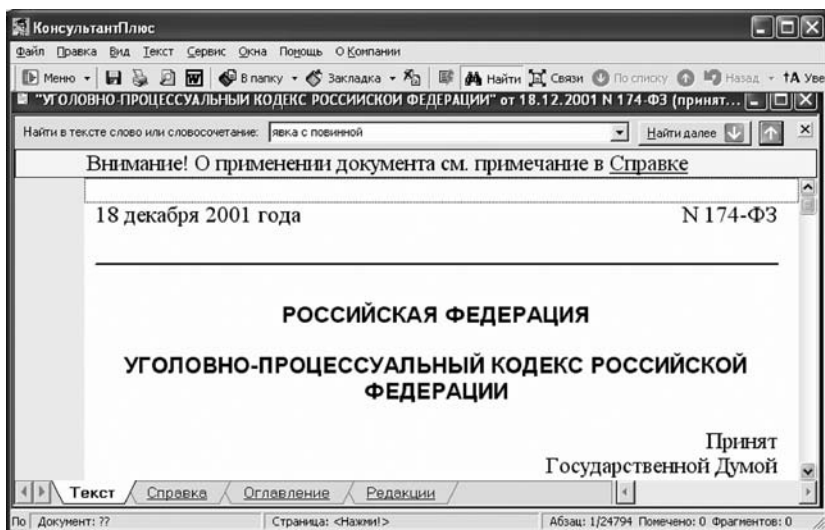 КонсультантПлюс
Файл Правка Вид Текст Сервис Окна Помощь О Компании
Меню В папку Закладка Найти Связи По списку Назад А Уве
"УГОЛОВНО-ПРОЦЕССУАЛЬНЫЙ КОДЕКС РОССИЙСКОЙ ФЕДЕРАЦИИ" от 18.12.2001 N 174-ФЗ (принят...
Найти в тексте слово или словосочетание: явка с повинной Найти далее
Внимание! О применении документа см. примечание в Справке
18 декабря 2001 года N 174-ФЗ
РОССИЙСКАЯ ФЕДЕРАЦИЯ
УГОЛОВНО-ПРОЦЕССУАЛЬНЫЙ КОДЕКС РОССИЙСКОЙ
ФЕДЕРАЦИИ
Принят
Государственной Думой
Текст Справка Оглавление Редакции
По Документ: ?? Страница: <Нажми!> Абзац: 1/24794 Помечено: 0 Фрагментов: 0